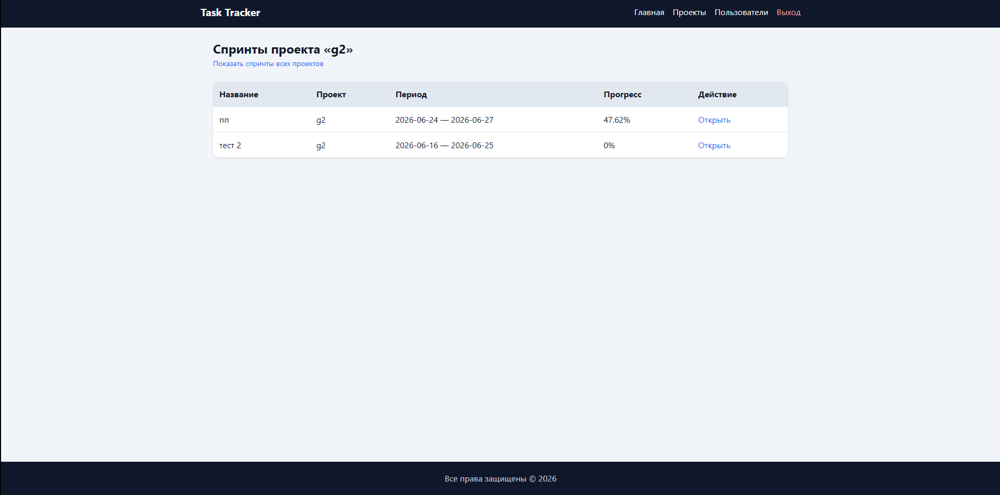 Task Tracker Главная Проекты Пользователи Выход
Спринты проекта «g2»
Показать спринты всех проектов
Название Проект Период Прогресс Действие
пп g2 2026-06-24 — 2026-06-27 47.62% Открыть
тест 2 g2 2026-06-16 — 2026-06-25 0% Открыть
Все права защищены © 2026